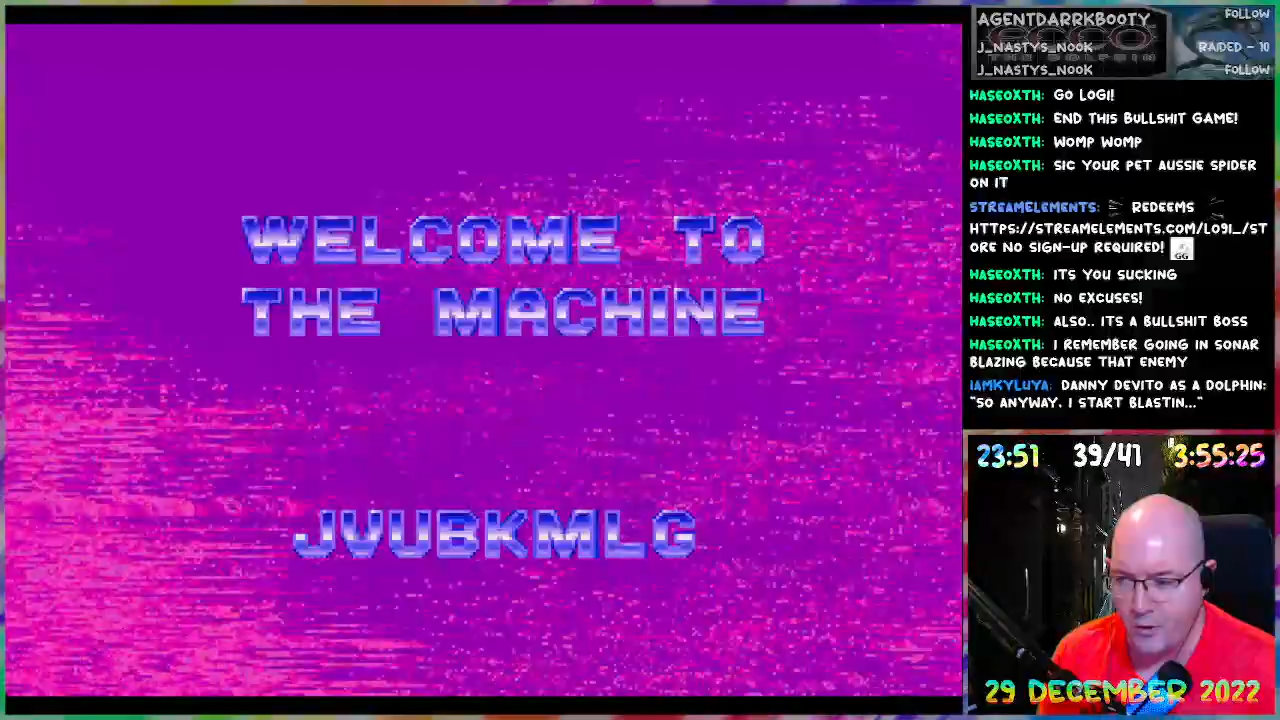 WELCOME TO
THE MACHINE
JVUBKMLG
AGENTDARRKBOOTY
FOLLOW
J_NASTYS_NOOK
RAIDED - 10
J_NASTYS_NOOK
FOLLOW
HASEOXTH: GO LOGI!
HASEOXTH: END THIS BULLSHIT GAME!
HASEOXTH: WOMP WOMP
HASEOXTH: SIC YOUR PET AUSSIE SPIDER
ON IT
STREAMELEMENTS: REDEEMS
HTTPS://STREAMELEMENTS.COM/LO9I_/ST
ORE NO SIGN-UP REQUIRED! GG
HASEOXTH: ITS YOU SUCKING
HASEOXTH: NO EXCUSES!
HASEOXTH: ALSO.. ITS A BULLSHIT BOSS
HASEOXTH: I REMEMBER GOING IN SONAR
BLAZING BECAUSE THAT ENEMY
IAMKYLUYA: DANNY DEVITO AS A DOLPHIN:
"SO ANYWAY, I START BLASTIN..."
23:51 39/41 3:55:25
29 DECEMBER 2022